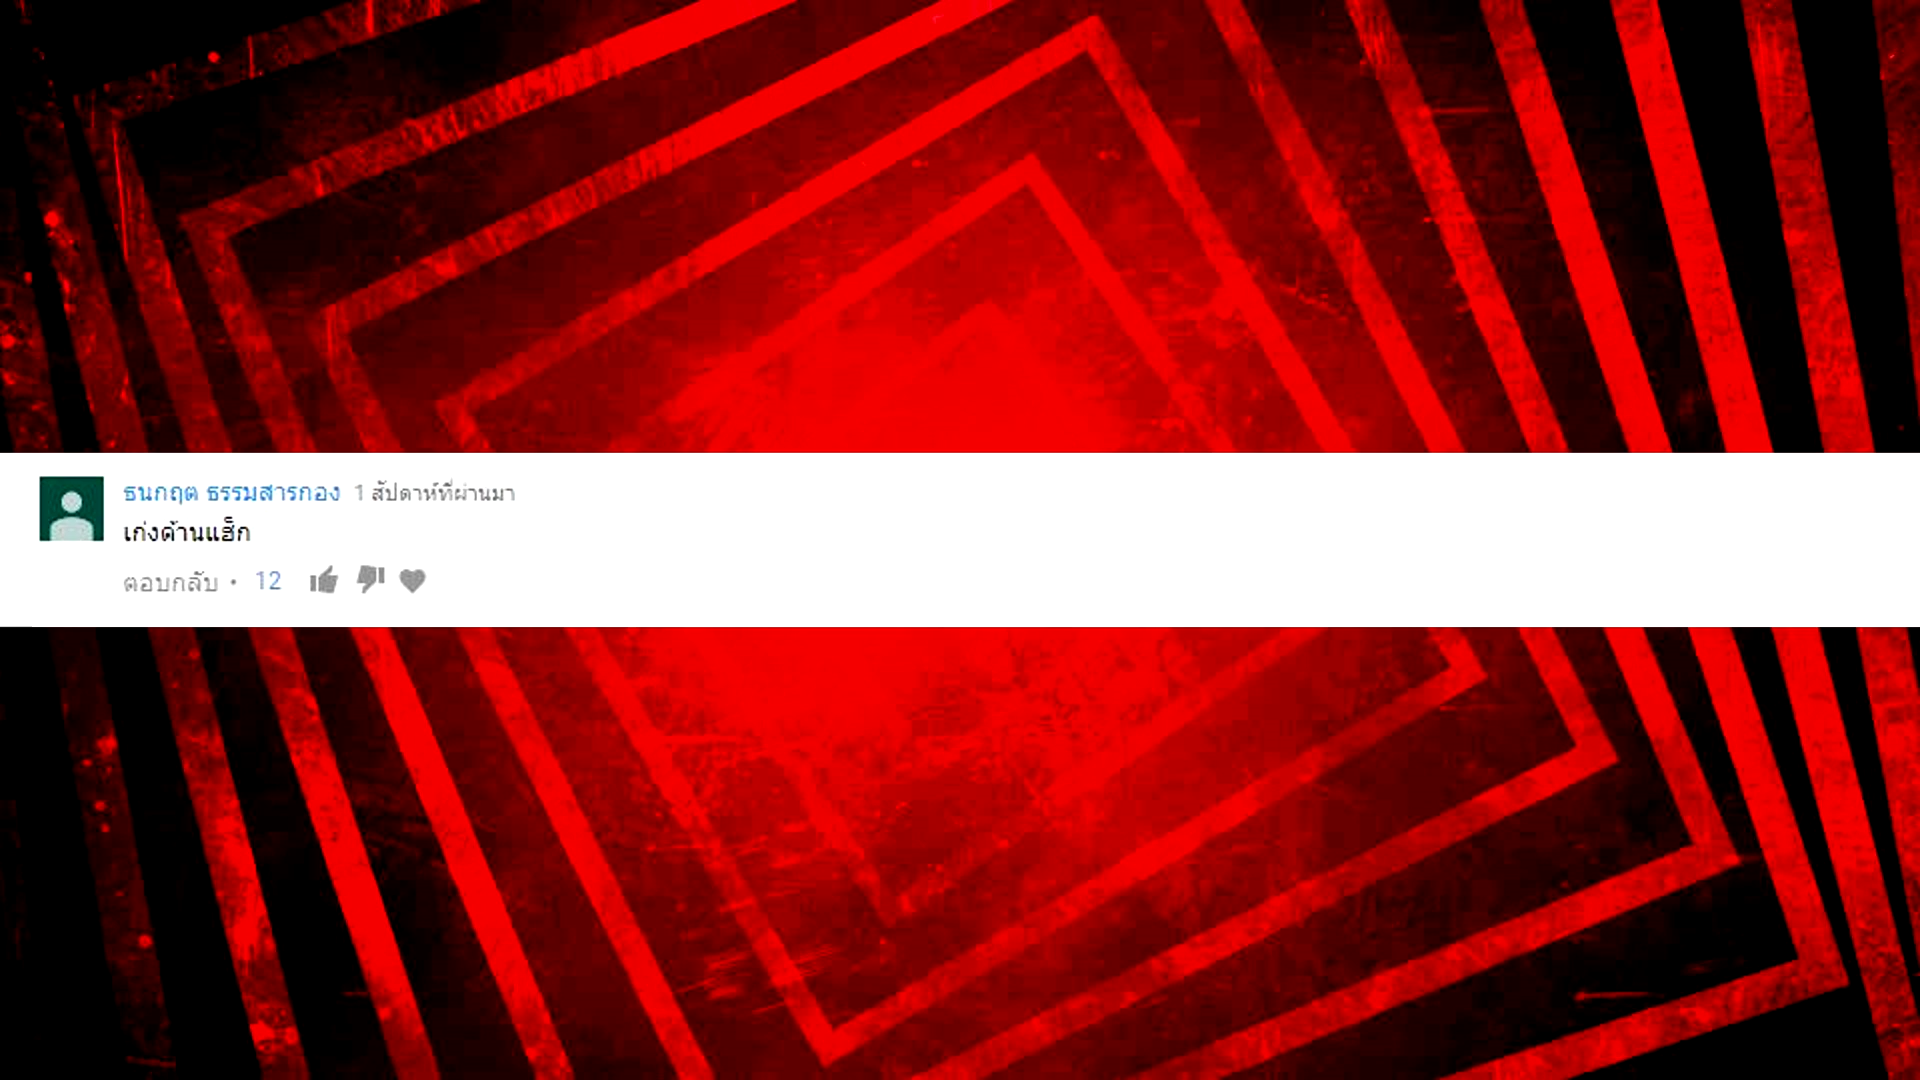 ธนกฤต ธรรมสารกอง 1 สัปดาห์ที่ผ่านมา
เก่งด้านแฮ็ก
ตอบกลับ • 12